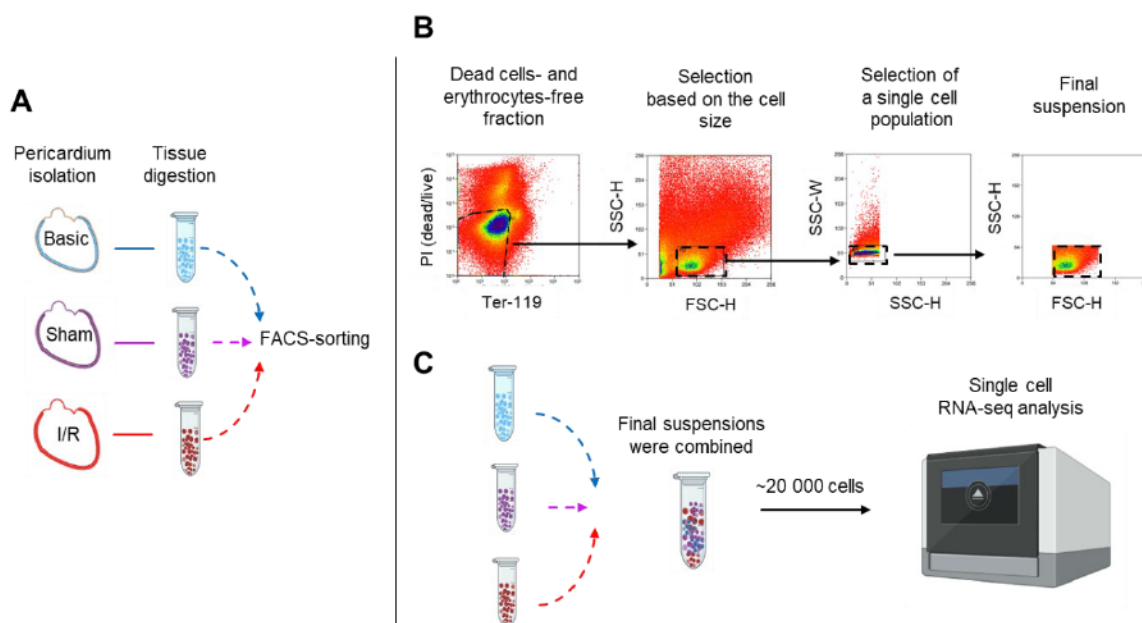 A
Pericardium
isolation
Tissue
digestion
Basic
Sham
I/R
FACS-sorting
B
Dead cells- and
erythrocytes-free
fraction
Selection
based on the cell
size
Selection of
a single cell
population
Final
suspension
PI (dead/live)
Ter-119
SSC-H
FSC-H
SSC-W
SSC-H
SSC-H
FSC-H
C
Final suspensions
were combined
~20 000 cells
Single cell
RNA-seq analysis